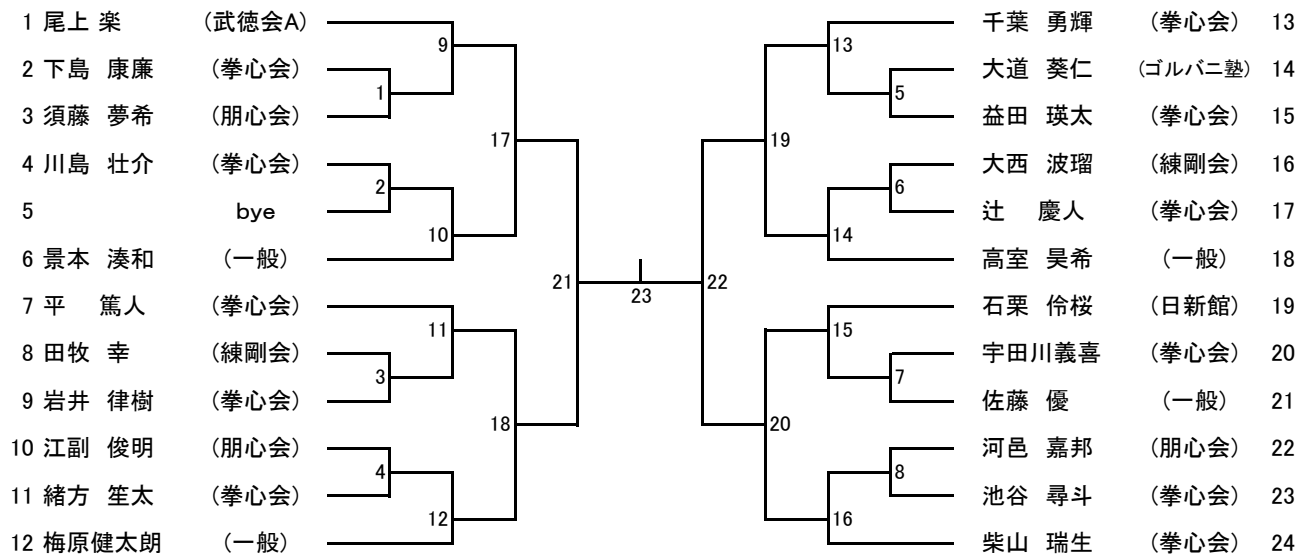 1 尾上 楽 (武徳会A)
2 下島 康廉 (拳心会)
3 須藤 夢希 (朋心会)
4 川島 壮介 (拳心会)
5 bye
6 景本 湊和 (一般)
7 平 篤人 (拳心会)
8 田牧 幸 (練剛会)
9 岩井 律樹 (拳心会)
10 江副 俊明 (朋心会)
11 緒方 笙太 (拳心会)
12 梅原健太朗 (一般)
9
1
17
2
10
21
11
3
18
4
12
23
13
5
19
6
14
22
15
7
20
8
16
千葉 勇輝 (拳心会) 13
大道 葵仁 (ゴルバニ塾) 14
益田 瑛太 (拳心会) 15
大西 波瑠 (練剛会) 16
辻 慶人 (拳心会) 17
高室 昊希 (一般) 18
石栗 伶桜 (日新館) 19
宇田川義喜 (拳心会) 20
佐藤 優 (一般) 21
河邑 嘉邦 (朋心会) 22
池谷 尋斗 (拳心会) 23
柴山 瑞生 (拳心会) 24